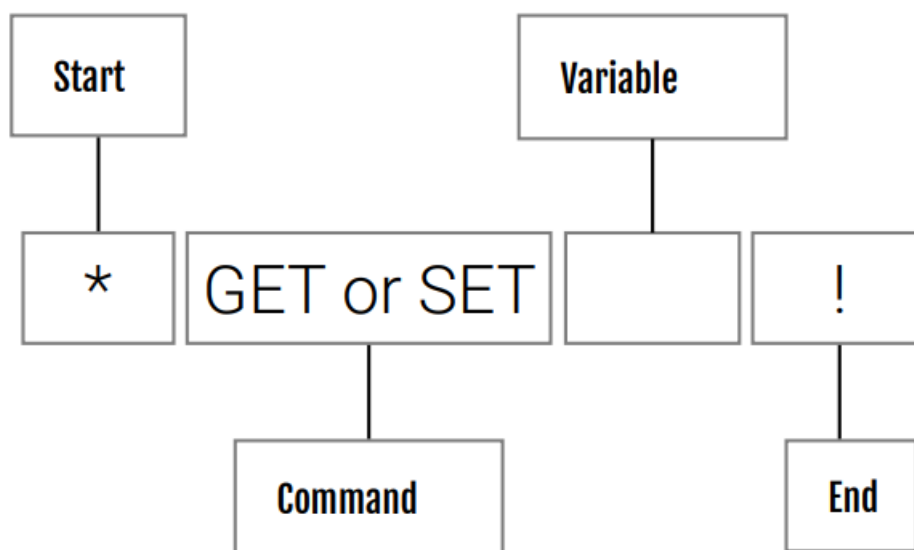 Start
Variable
* GET or SET !
Command
End